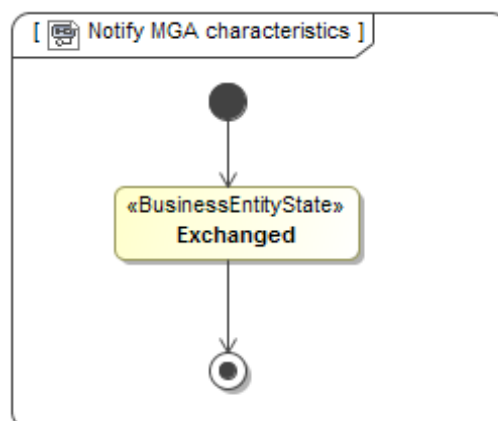 [ Notify MGA characteristics ]
«BusinessEntityState»
Exchanged